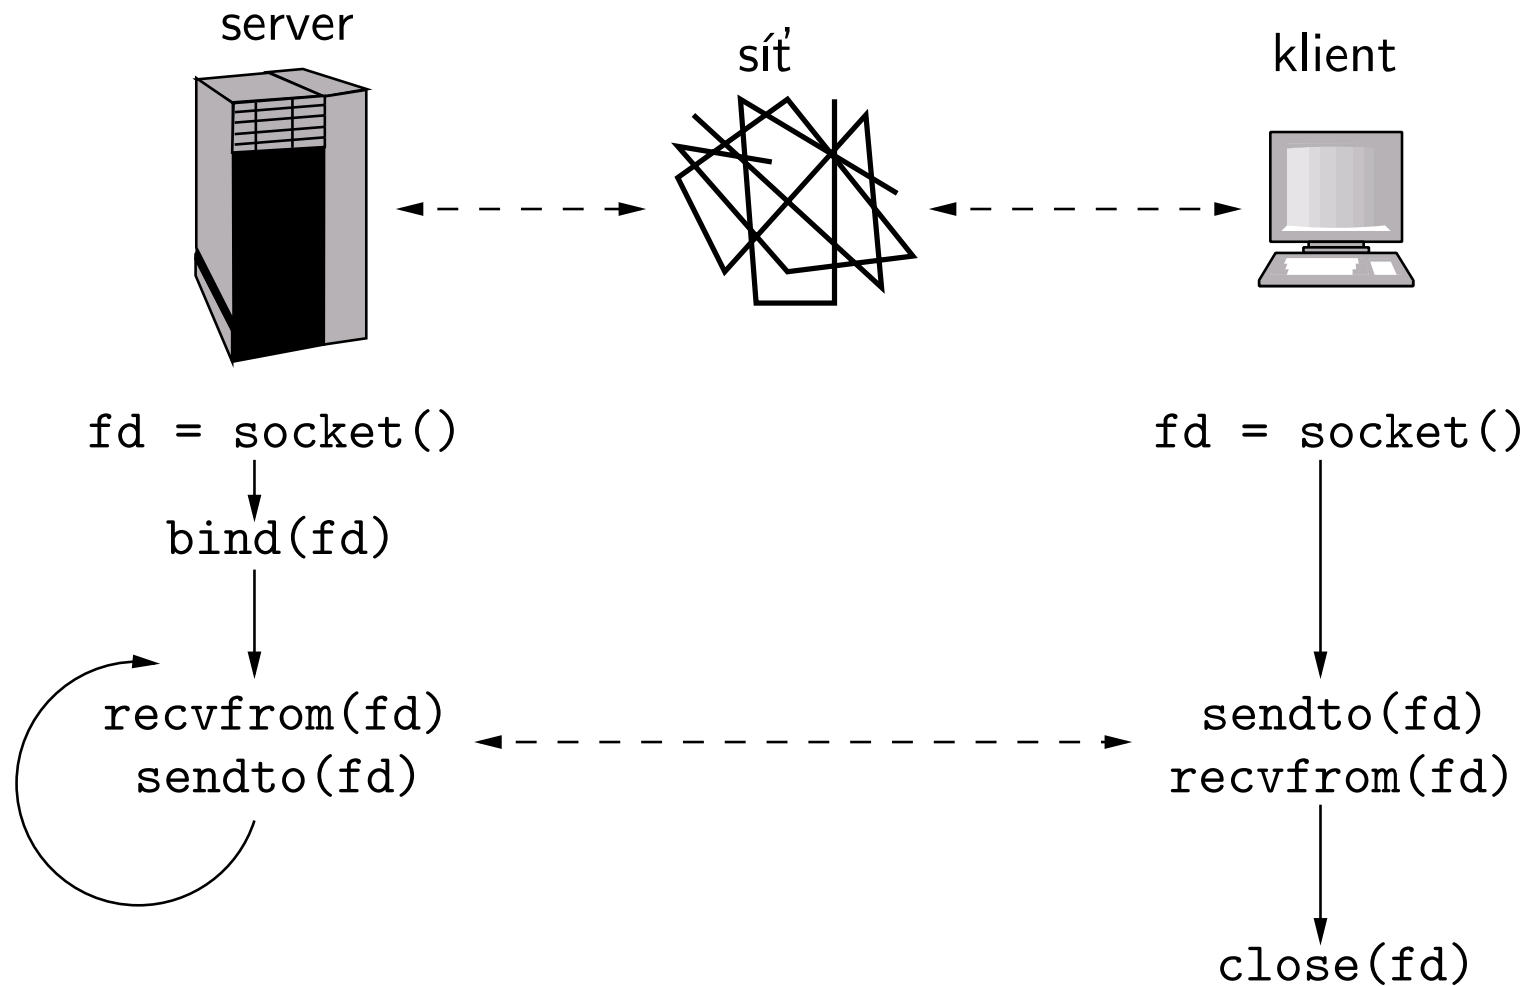 server
síť
klient
fd = socket()
bind(fd)
recvfrom(fd)
sendto(fd)
fd = socket()
sendto(fd)
recvfrom(fd)
close(fd)